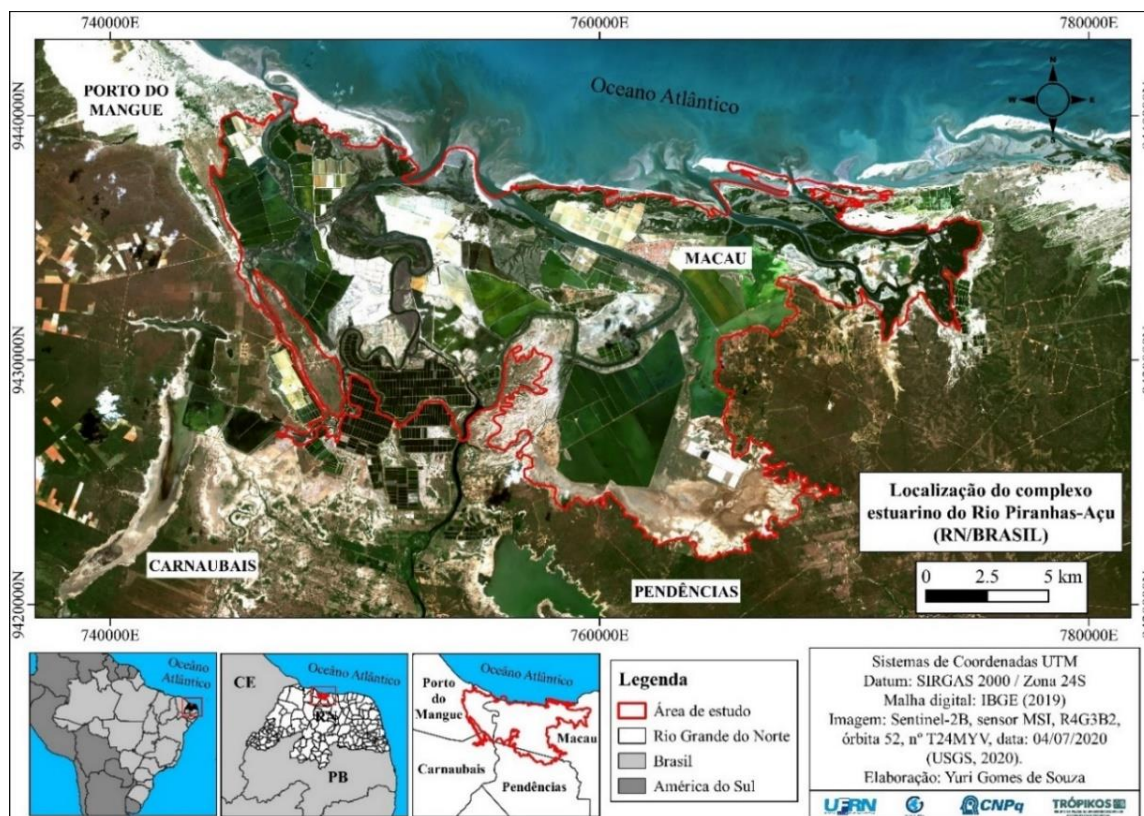 740000E
760000E
780000E
9440000N
9430000N
9420000N
PORTO DO
MANGUE
Oceano Atlântico
N
W
E
S
MACAU
CARNAUBAIS
PENDÊNCIAS
Localização do complexo
estuarino do Rio Piranhas-Açu
(RN/BRASIL)
0 2.5 5 km
740000E
760000E
780000E
Oceâno
Atlântico
Oceâno Atlântico
CE
RN
PB
Oceâno Atlântico
Porto
do
Mangue
Macau
Carnaubais
Pendências
Legenda
Área de estudo
Rio Grande do Norte
Brasil
América do Sul
Sistemas de Coordenadas UTM
Datum: SIRGAS 2000 / Zona 24S
Malha digital: IBGE (2019)
Imagem: Sentinel-2B, sensor MSI, R4G3B2,
órbita 52, nº T24MYV, data: 04/07/2020
(USGS, 2020).
Elaboração: Yuri Gomes de Souza
UFRN
CNPq
TRÓPIKOS